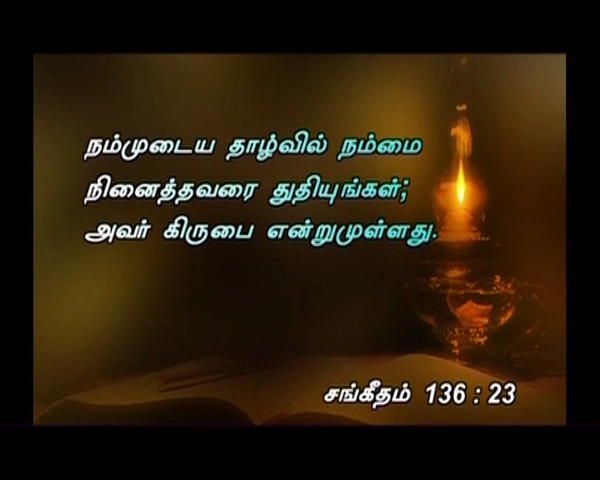 நம்முடைய தாழ்வில் நம்மை
நினைத்தவரை துதியுங்கள்;
அவர் கிருபை என்றுமுள்ளது.
சங்கீதம் 136 : 23